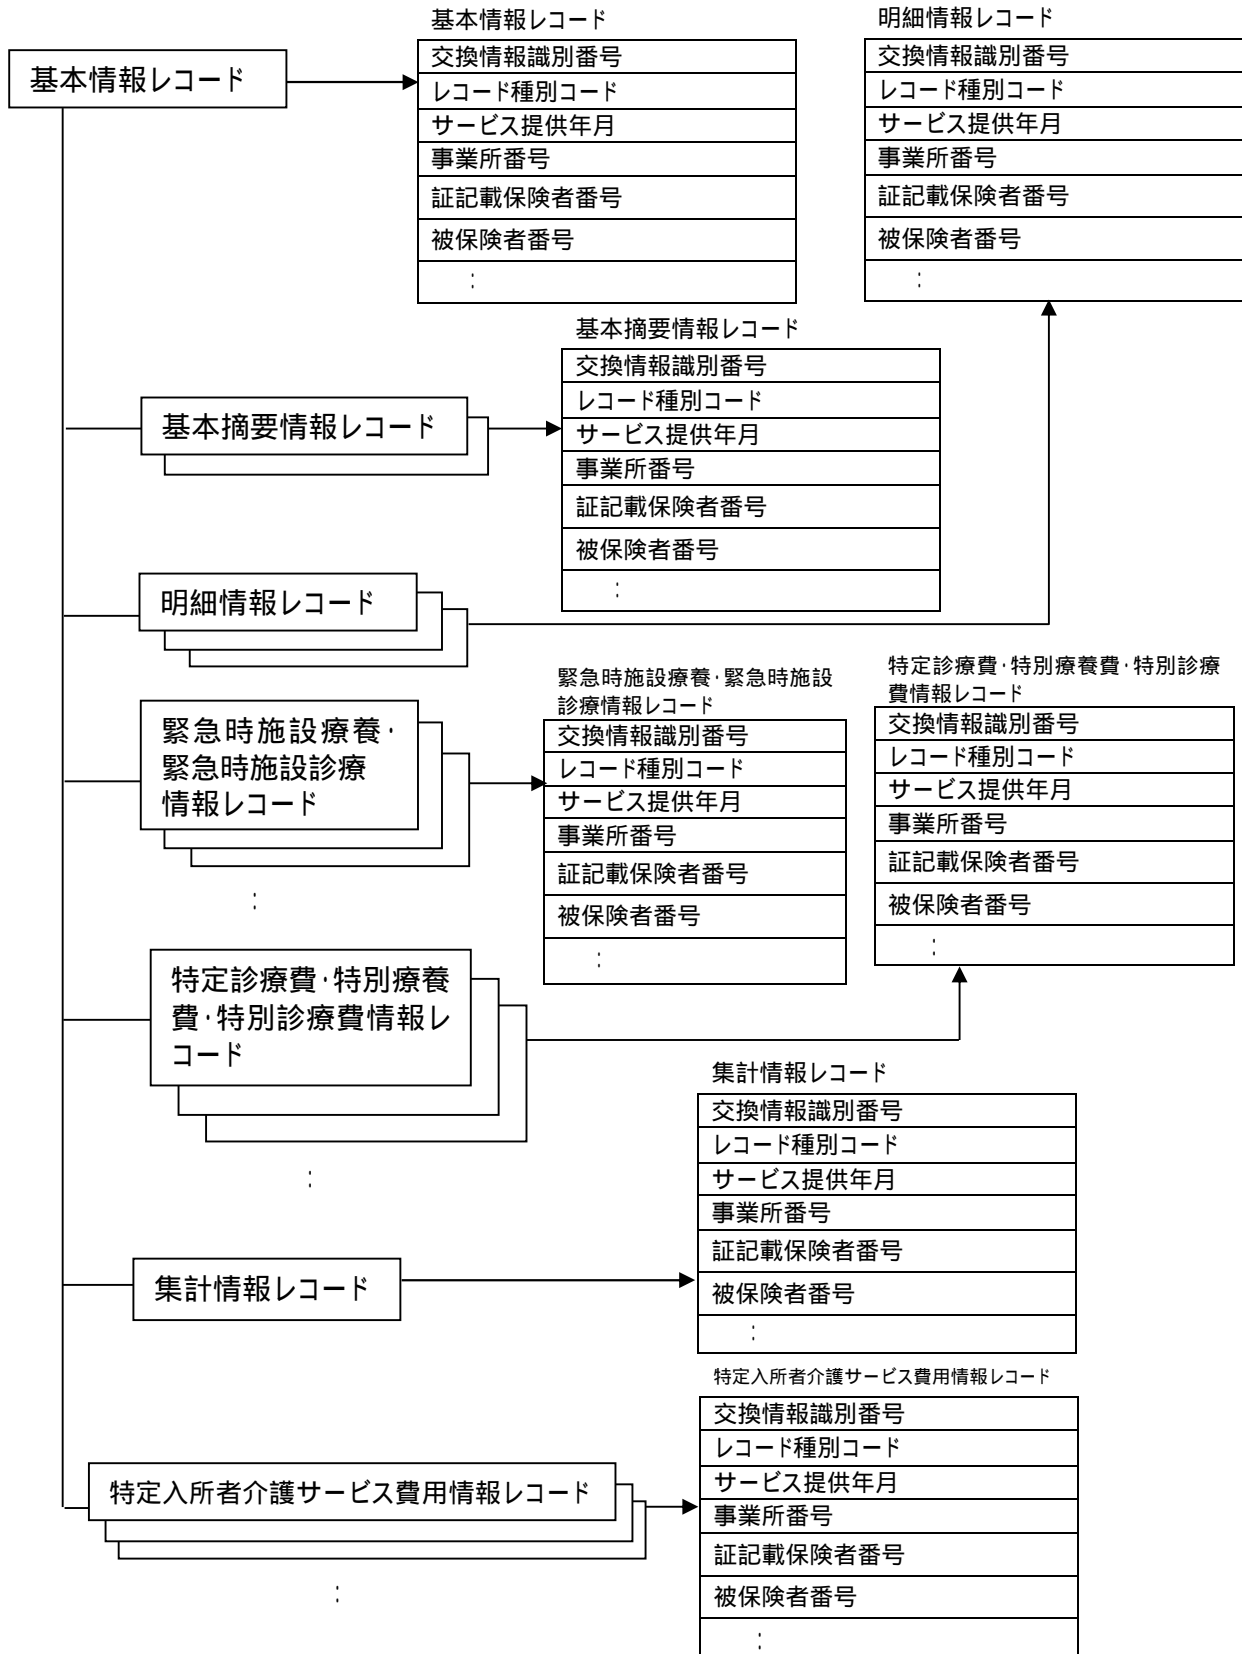 基本情報レコード
基本情報レコード
交換情報識別番号
レコード種別コード
サービス提供年月
事業所番号
証記載保険者番号
被保険者番号
:
明細情報レコード
交換情報識別番号
レコード種別コード
サービス提供年月
事業所番号
証記載保険者番号
被保険者番号
:
基本摘要情報レコード
基本摘要情報レコード
交換情報識別番号
レコード種別コード
サービス提供年月
事業所番号
証記載保険者番号
被保険者番号
:
明細情報レコード
緊急時施設療養・
緊急時施設診療
情報レコード
:
緊急時施設療養・緊急時施設
診療情報レコード
交換情報識別番号
レコード種別コード
サービス提供年月
事業所番号
証記載保険者番号
被保険者番号
:
特定診療費・特別療養費・特別診療
費情報レコード
交換情報識別番号
レコード種別コード
サービス提供年月
事業所番号
証記載保険者番号
被保険者番号
:
特定診療費・特別療養
費・特別診療費情報レ
コード
:
集計情報レコード
集計情報レコード
交換情報識別番号
レコード種別コード
サービス提供年月
事業所番号
証記載保険者番号
被保険者番号
:
特定入所者介護サービス費用情報レコード
:
特定入所者介護サービス費用情報レコード
交換情報識別番号
レコード種別コード
サービス提供年月
事業所番号
証記載保険者番号
被保険者番号
: